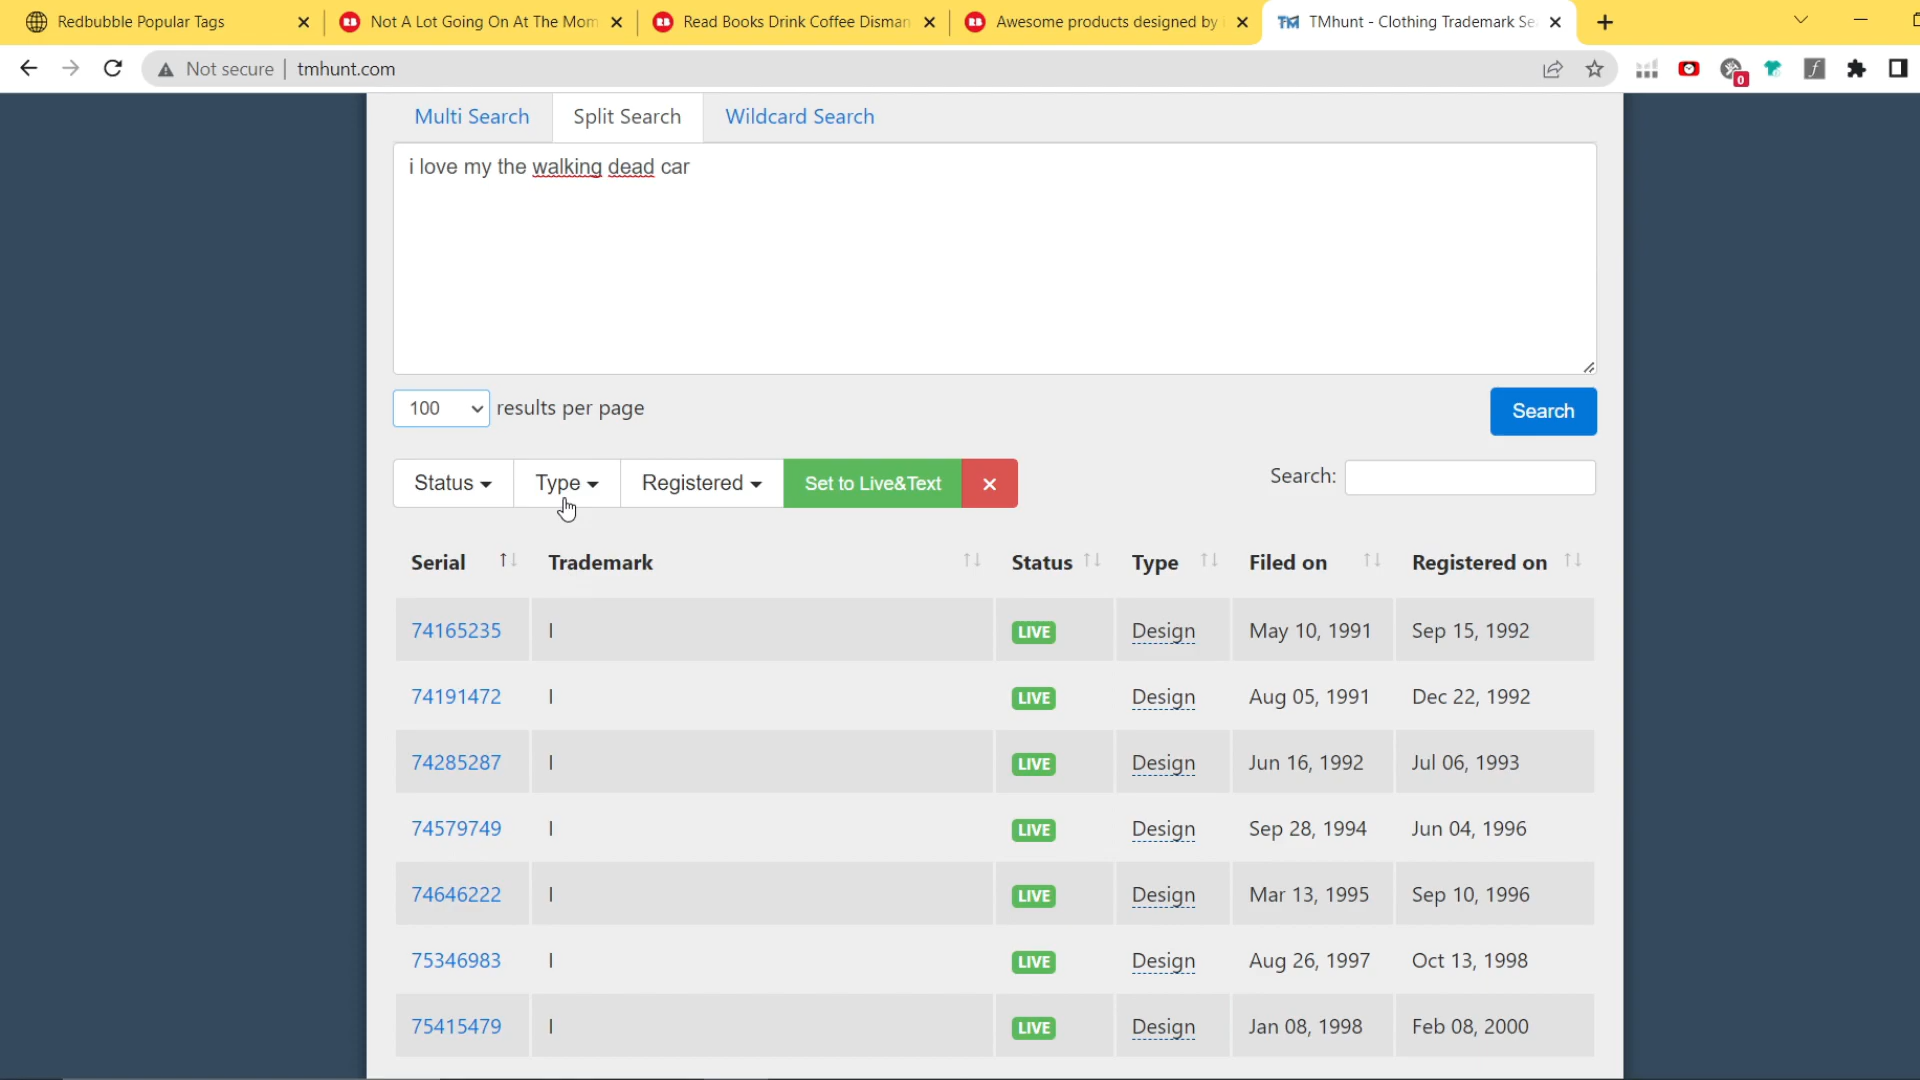 Redbubble Popular Tags
Not A Lot Going On At The Mom
Read Books Drink Coffee Disman
Awesome products designed by
TMhunt - Clothing Trademark Se
Not secure | tmhunt.com
0
Multi Search Split Search Wildcard Search
i love my the walking dead car
100 results per page
Search
Status Type Registered Set to Live&Text × Search:
Serial Trademark Status Type Filed on Registered on
74165235 I LIVE Design May 10, 1991 Sep 15, 1992
74191472 I LIVE Design Aug 05, 1991 Dec 22, 1992
74285287 I LIVE Design Jun 16, 1992 Jul 06, 1993
74579749 I LIVE Design Sep 28, 1994 Jun 04, 1996
74646222 I LIVE Design Mar 13, 1995 Sep 10, 1996
75346983 I LIVE Design Aug 26, 1997 Oct 13, 1998
75415479 I LIVE Design Jan 08, 1998 Feb 08, 2000